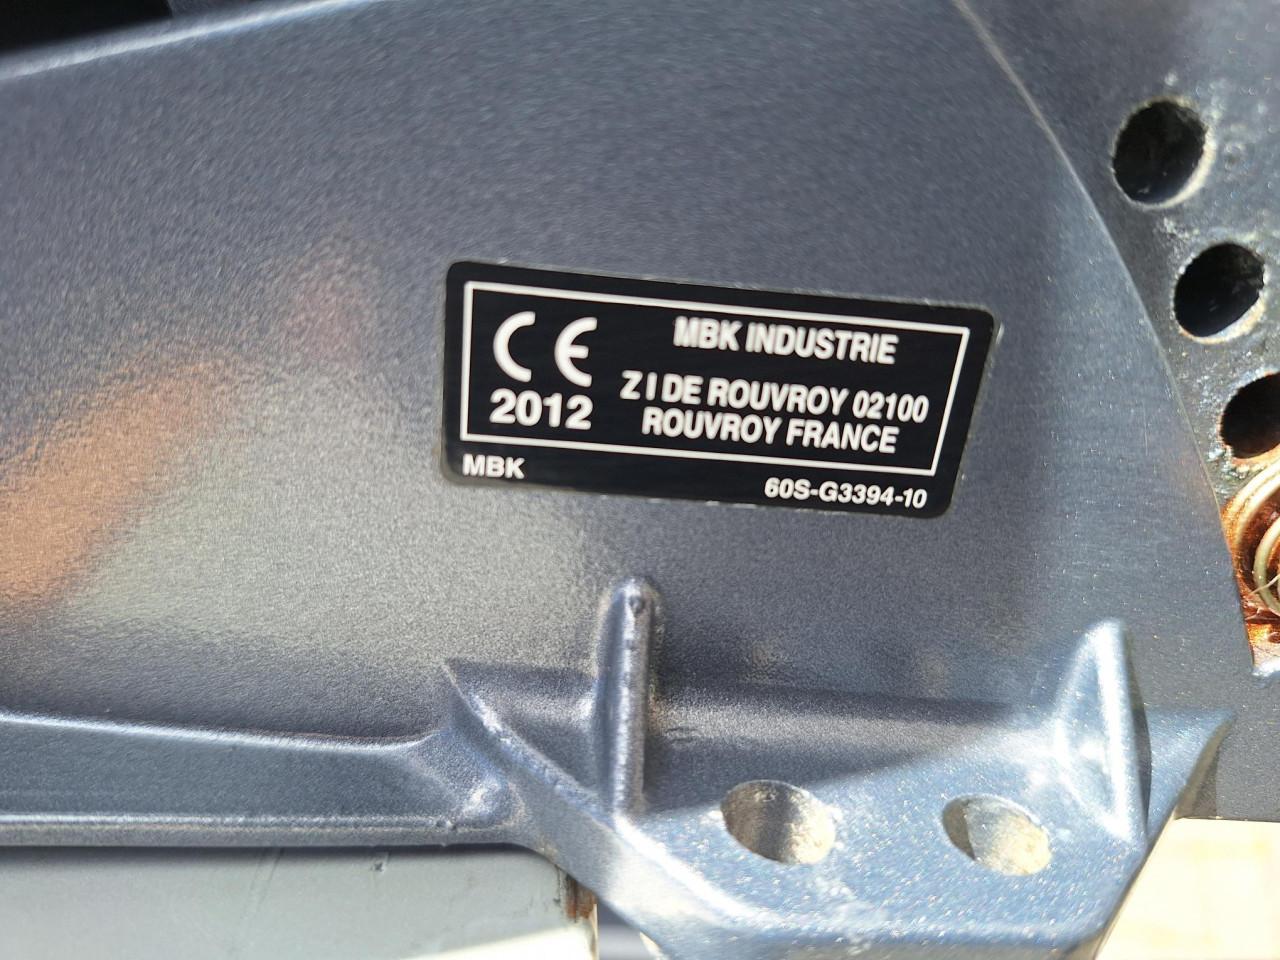 CE
2012
MBK INDUSTRIE
Z I DE ROUVROY 02100
ROUVROY FRANCE
MBK
60S-G3394-10